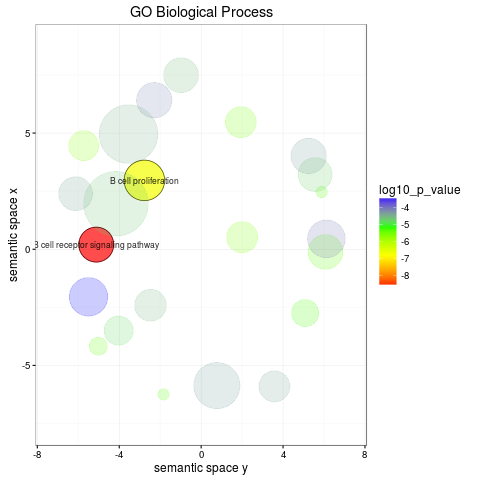 GO Biological Process
semantic space x
5
0
-5
B cell proliferation
3 cell receptor signaling pathway
-8
-4
0
4
8
semantic space y
log10_p_value
-4
-5
-6
-7
-8